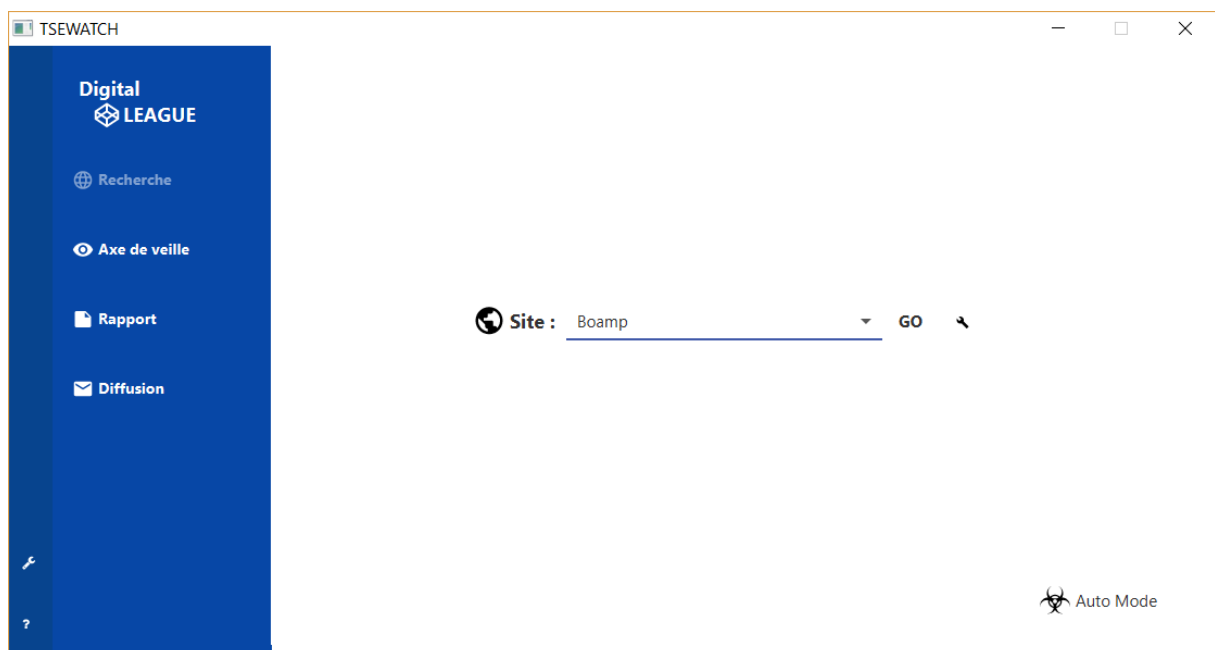 TSEWATCH
Digital
LEAGUE
Recherche
Axe de veille
Rapport
Diffusion
Site : Boamp GO
Auto Mode
?